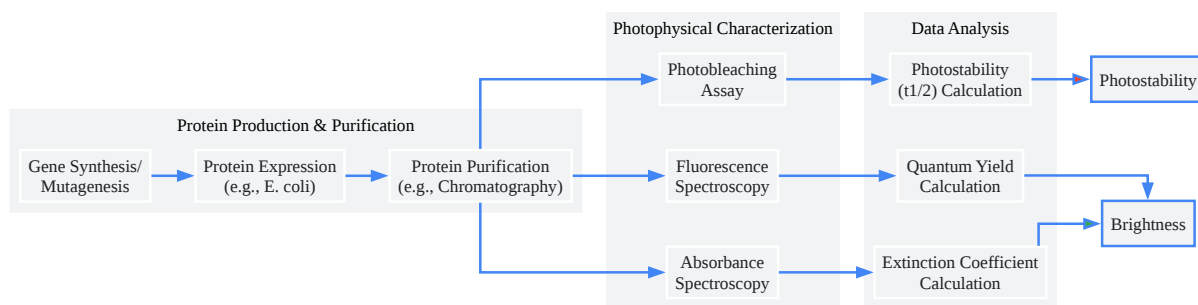 Photophysical Characterization
Data Analysis
Photobleaching
Assay
Photostability
(t1/2) Calculation
Photostability
Protein Production & Purification
Gene Synthesis/
Mutagenesis
Protein Expression
(e.g., E. coli)
Protein Purification
(e.g., Chromatography)
Fluorescence
Spectroscopy
Quantum Yield
Calculation
Brightness
Absorbance
Spectroscopy
Extinction Coefficient
Calculation